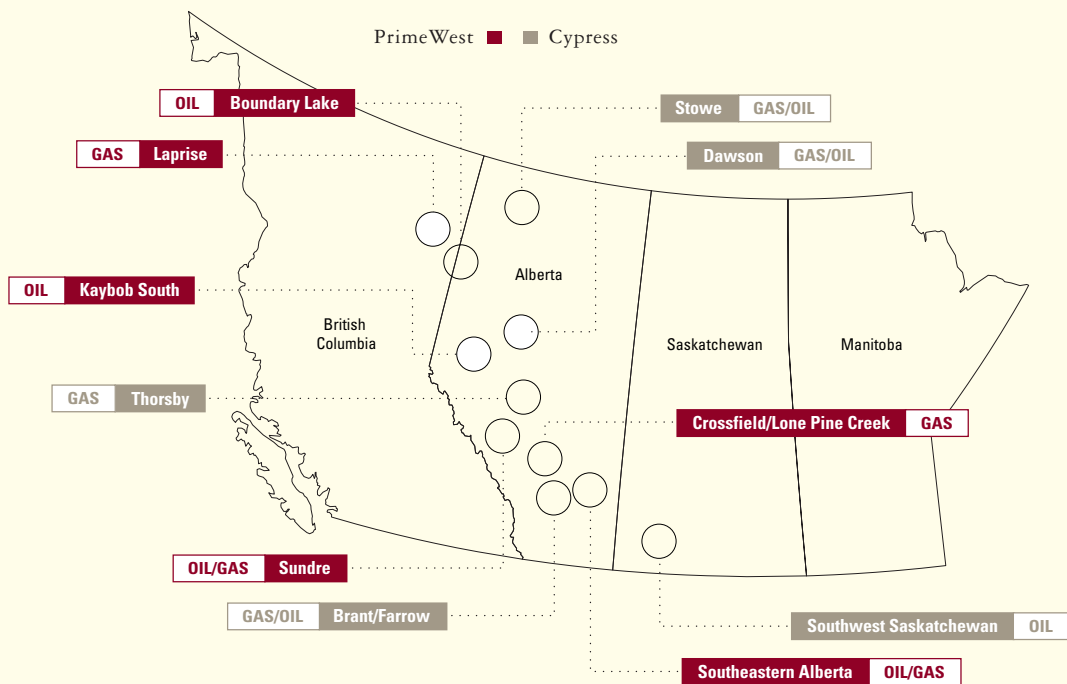 PrimeWest Cypress
OIL Boundary Lake
Stowe GAS/OIL
GAS Laprise
Dawson GAS/OIL
Alberta
OIL Kaybob South
British
Columbia
Saskatchewan
Manitoba
GAS Thorsby
Crossfield/Lone Pine Creek GAS
OIL/GAS Sundre
GAS/OIL Brant/Farrow
Southwest Saskatchewan OIL
Southeastern Alberta OIL/GAS